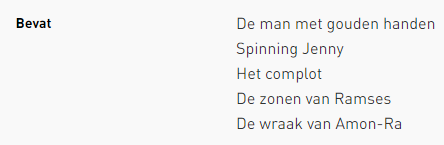 Bevat
De man met gouden handen
Spinning Jenny
Het complot
De zonen van Ramses
De wraak van Amon-Ra